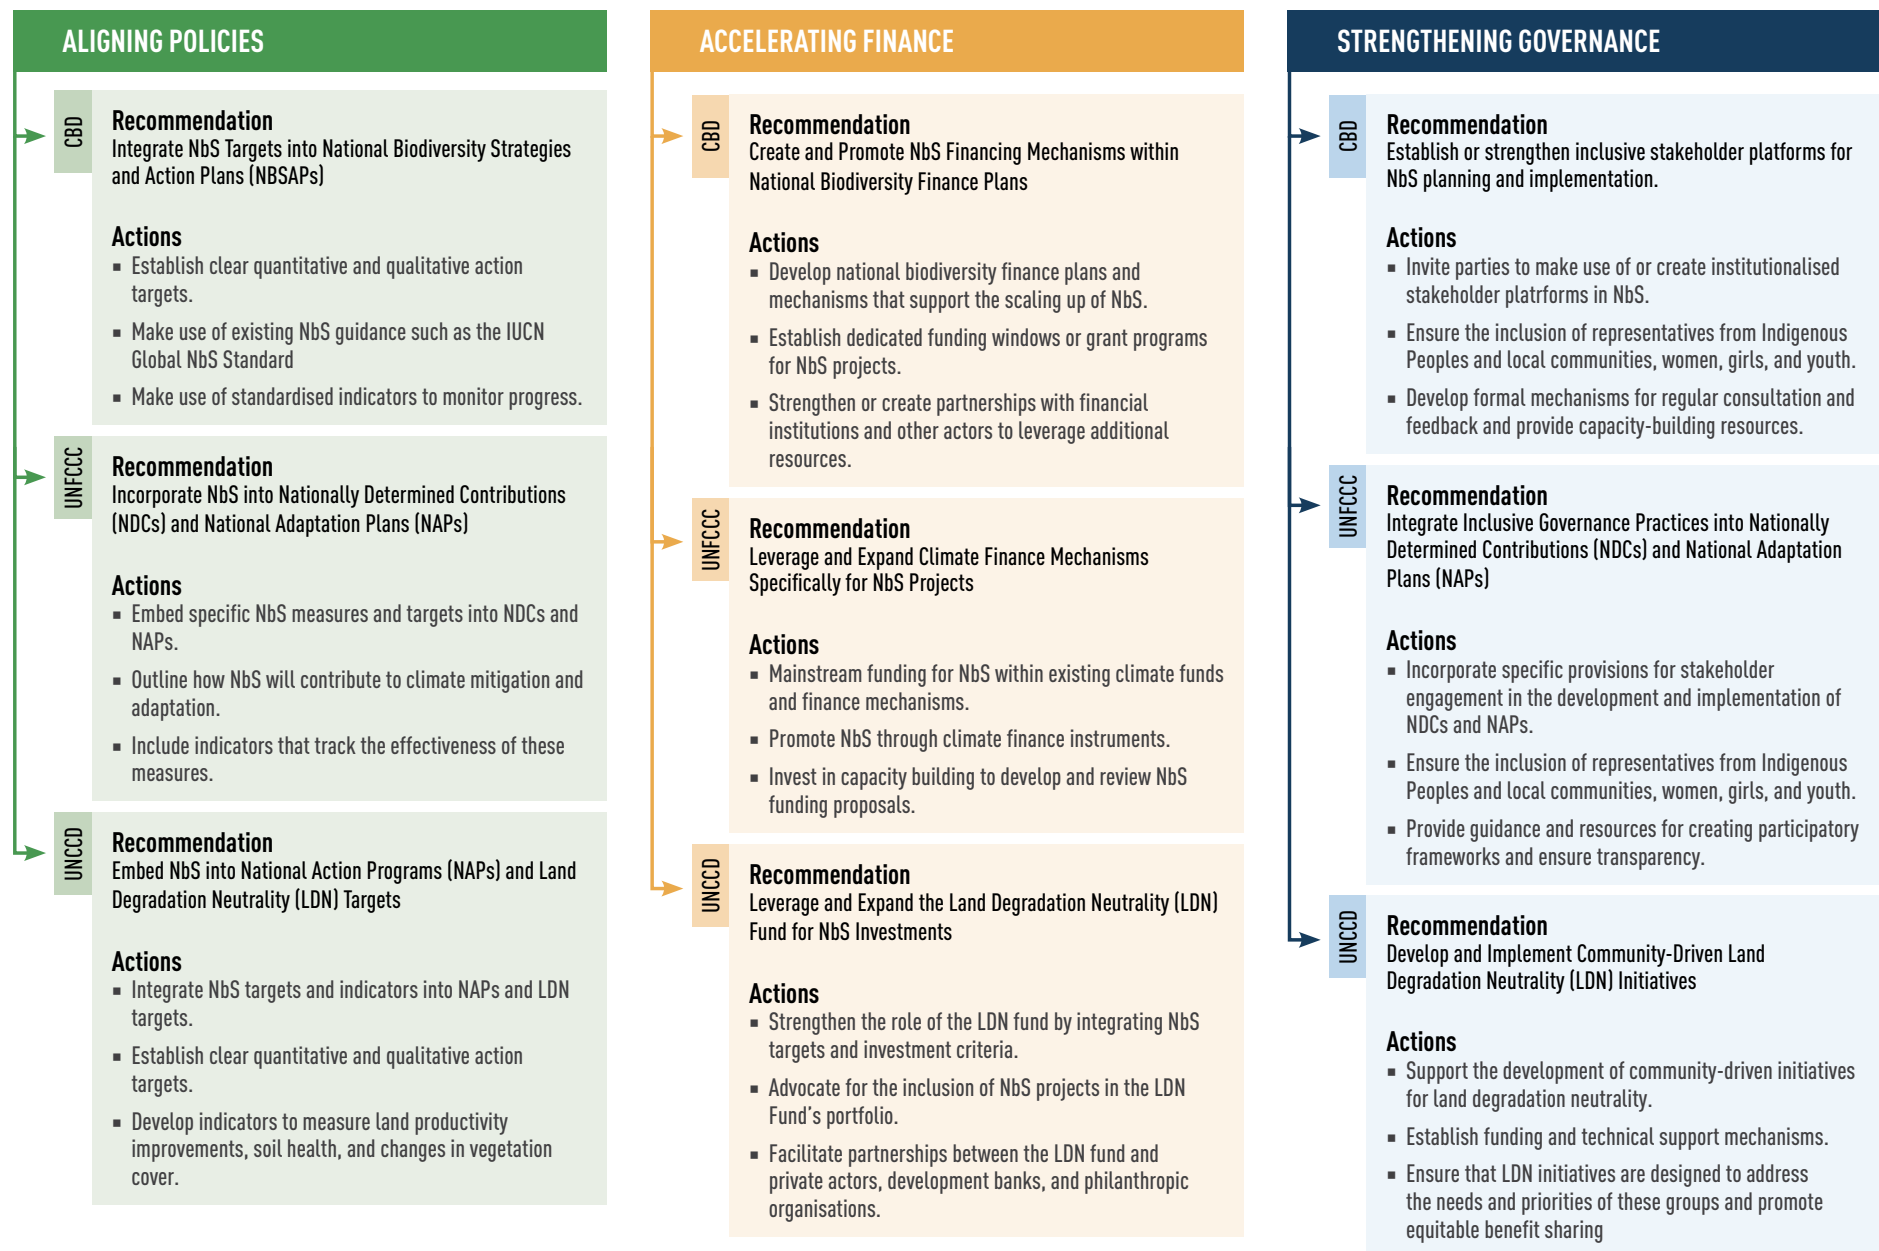 ALIGNING POLICIES
CBD
Recommendation
Integrate NbS Targets into National Biodiversity Strategies
and Action Plans (NBSAPs)
Actions
▪ Establish clear quantitative and qualitative action
targets.
▪ Make use of existing NbS guidance such as the IUCN
Global NbS Standard
▪ Make use of standardised indicators to monitor progress.
UNFCCC
Recommendation
Incorporate NbS into Nationally Determined Contributions
(NDCs) and National Adaptation Plans (NAPs)
Actions
▪ Embed specific NbS measures and targets into NDCs and
NAPs.
▪ Outline how NbS will contribute to climate mitigation and
adaptation.
▪ Include indicators that track the effectiveness of these
measures.
UNCCD
Recommendation
Embed NbS into National Action Programs (NAPs) and Land
Degradation Neutrality (LDN) Targets
Actions
▪ Integrate NbS targets and indicators into NAPs and LDN
targets.
▪ Establish clear quantitative and qualitative action
targets.
▪ Develop indicators to measure land productivity
improvements, soil health, and changes in vegetation
cover.
ACCELERATING FINANCE
CBD
Recommendation
Create and Promote NbS Financing Mechanisms within
National Biodiversity Finance Plans
Actions
▪ Develop national biodiversity finance plans and
mechanisms that support the scaling up of NbS.
▪ Establish dedicated funding windows or grant programs
for NbS projects.
▪ Strengthen or create partnerships with financial
institutions and other actors to leverage additional
resources.
UNFCCC
Recommendation
Leverage and Expand Climate Finance Mechanisms
Specifically for NbS Projects
Actions
▪ Mainstream funding for NbS within existing climate funds
and finance mechanisms.
▪ Promote NbS through climate finance instruments.
▪ Invest in capacity building to develop and review NbS
funding proposals.
UNCCD
Recommendation
Leverage and Expand the Land Degradation Neutrality (LDN)
Fund for NbS Investments
Actions
▪ Strengthen the role of the LDN fund by integrating NbS
targets and investment criteria.
▪ Advocate for the inclusion of NbS projects in the LDN
Fund's portfolio.
▪ Facilitate partnerships between the LDN fund and
private actors, development banks, and philanthropic
organisations.
STRENGTHENING GOVERNANCE
CBD
Recommendation
Establish or strengthen inclusive stakeholder platforms for
NbS planning and implementation.
Actions
▪ Invite parties to make use of or create institutionalised
stakeholder platrforms in NbS.
▪ Ensure the inclusion of representatives from Indigenous
Peoples and local communities, women, girls, and youth.
▪ Develop formal mechanisms for regular consultation and
feedback and provide capacity-building resources.
UNFCCC
Recommendation
Integrate Inclusive Governance Practices into Nationally
Determined Contributions (NDCs) and National Adaptation
Plans (NAPs)
Actions
▪ Incorporate specific provisions for stakeholder
engagement in the development and implementation of
NDCs and NAPs.
▪ Ensure the inclusion of representatives from Indigenous
Peoples and local communities, women, girls, and youth.
▪ Provide guidance and resources for creating participatory
frameworks and ensure transparency.
UNCCD
Recommendation
Develop and Implement Community-Driven Land
Degradation Neutrality (LDN) Initiatives
Actions
▪ Support the development of community-driven initiatives
for land degradation neutrality.
▪ Establish funding and technical support mechanisms.
▪ Ensure that LDN initiatives are designed to address
the needs and priorities of these groups and promote
equitable benefit sharing